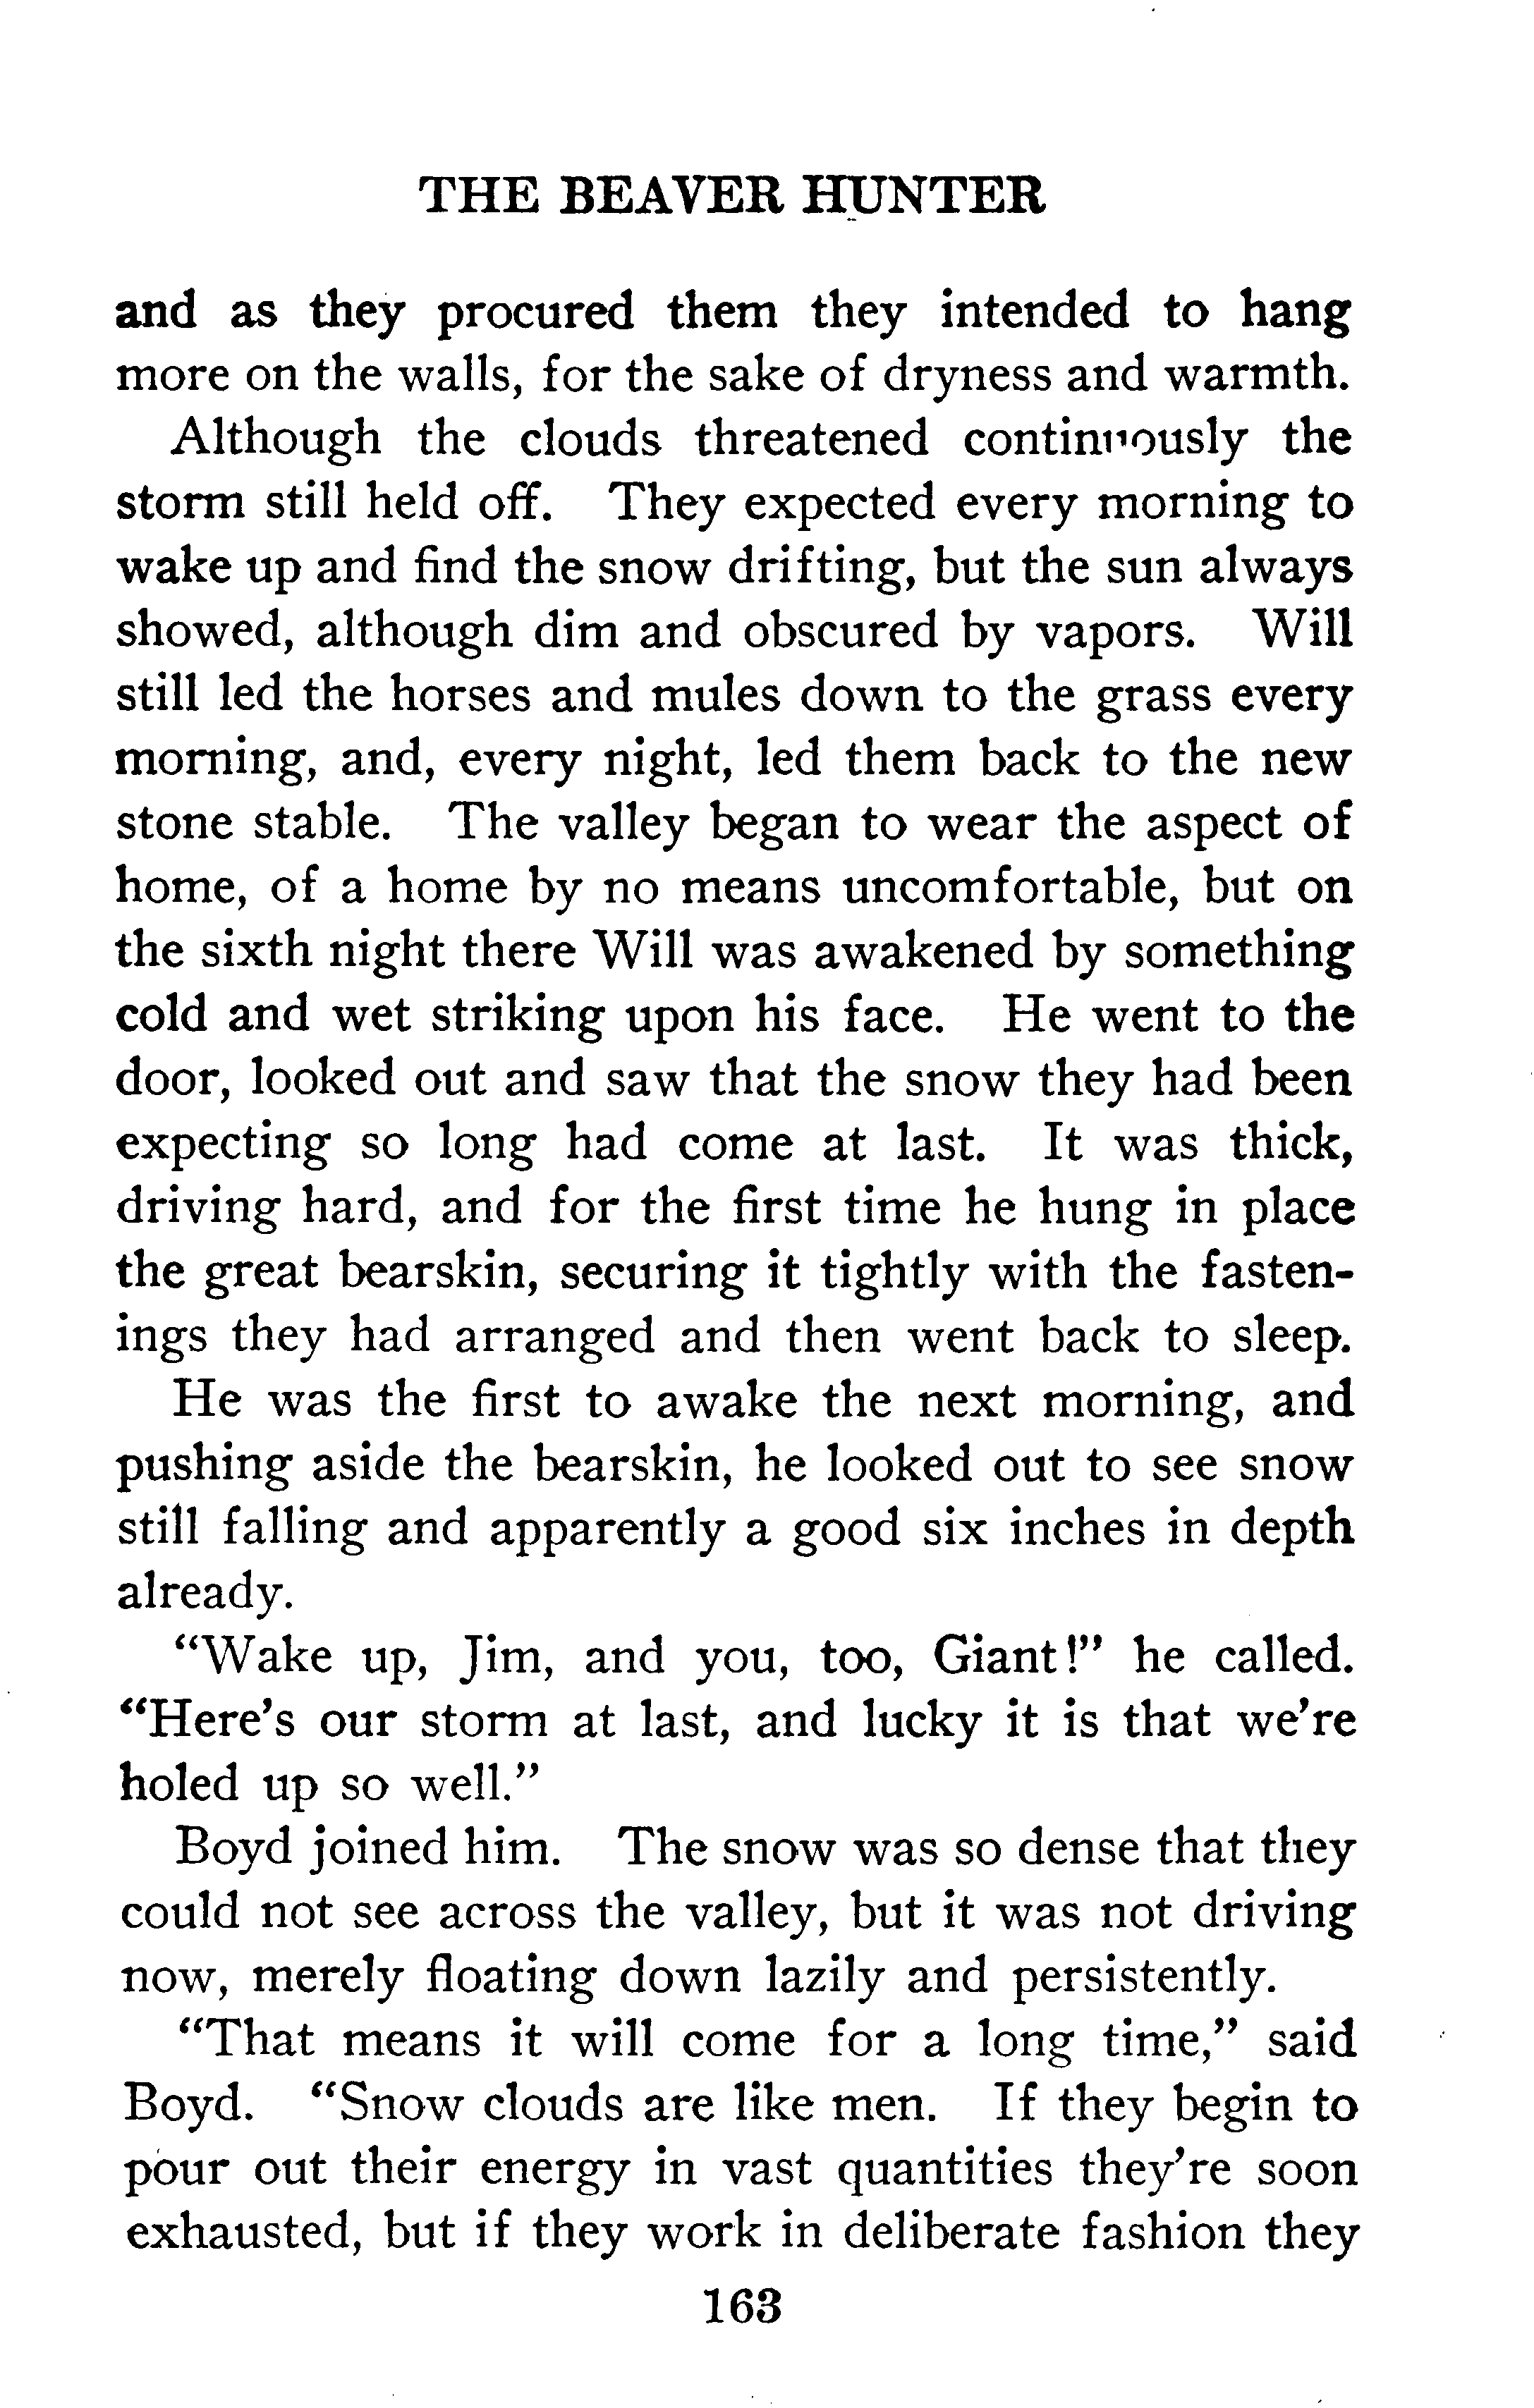 THE BEAVER HUNTER
and as they procured them they intended to hang
more on the walls, for the sake of dryness and warmth.
Although the clouds threatened continuously the
storm still held off. They expected every morning to
wake up and find the snow drifting, but the sun always
showed, although dim and obscured by vapors. Will
still led the horses and mules down to the grass every
morning, and, every night, led them back to the new
stone stable. The valley began to wear the aspect of
home, of a home by no means uncomfortable, but on
the sixth night there Will was awakened by something
cold and wet striking upon his face. He went to the
door, looked out and saw that the snow they had been
expecting so long had come at last. It was thick,
driving hard, and for the first time he hung in place
the great bearskin, securing it tightly with the fasten-
ings they had arranged and then went back to sleep.
He was the first to awake the next morning, and
pushing aside the bearskin, he looked out to see snow
still falling and apparently a good six inches in depth
already.
“Wake up, Jim, and you, too, Giant!” he called.
“Here’s our storm at last, and lucky it is that we’re
holed up so well.”
Boyd joined him. The snow was so dense that they
could not see across the valley, but it was not driving
now, merely floating down lazily and persistently.
“That means it will come for a long time,” said
Boyd. “Snow clouds are like men. If they begin to
pour out their energy in vast quantities they’re soon
exhausted, but if they work in deliberate fashion they
163